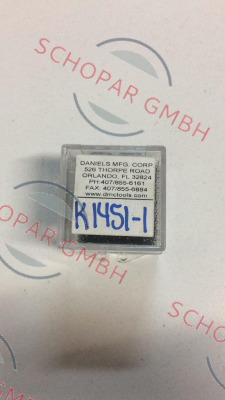 SCHOPAR GMBH
DANIELS MFG. CORP
526 THORPE ROAD
ORLANDO, FL 32824
PH:407/855-6161
FAX: 407/855-6884
www.dmctools.com
K1451-1
SCHOPAR GMBH
SCHOPAR GMBH